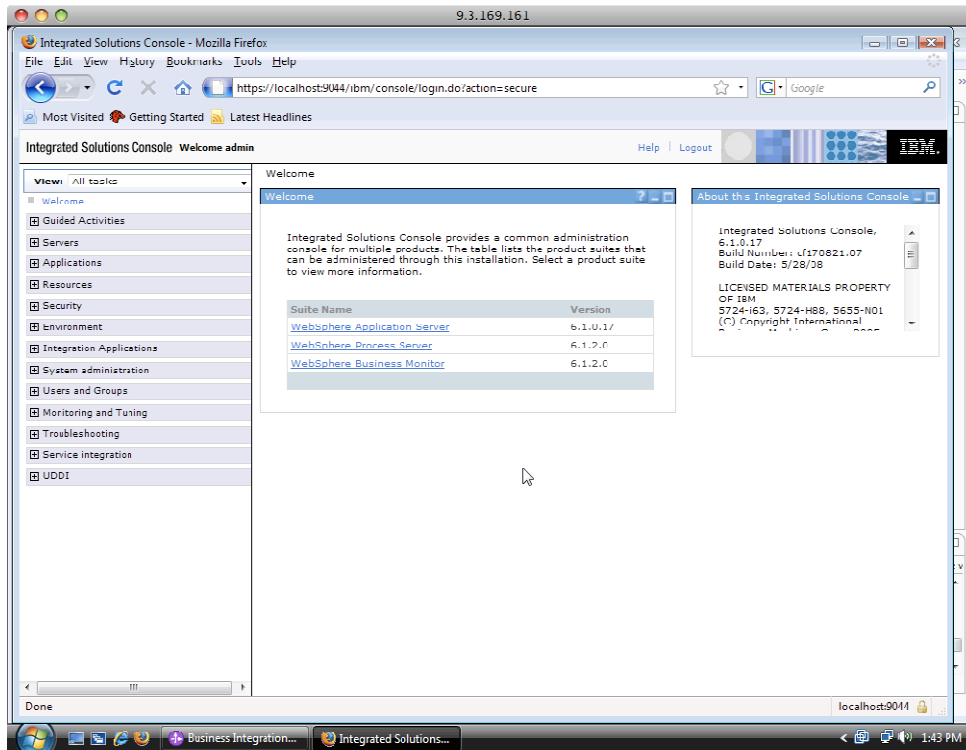 9.3.169.161
Integrated Solutions Console - Mozilla Firefox
File Edit View History Bookmarks Tools Help
https://localhost:9044/ibm/console/login.do?action=secure
G Google
Most Visited Getting Started Latest Headlines
Integrated Solutions Console Welcome admin
Help Logout
IBM.
View: All tasks
Welcome
Guided Activities
Servers
Applications
Resources
Security
Environment
Integration Applications
System administration
Users and Groups
Monitoring and Tuning
Troubleshooting
Service integration
UDDI
Welcome
Welcome
Integrated Solutions Console provides a common administration
console for multiple products. The table lists the product suites that
can be administered through this installation. Select a product suite
to view more information.
Suite Name Version
WebSphere Application Server 6.1.0.17
WebSphere Process Server 6.1.2.0
WebSphere Business Monitor 6.1.2.0
About this Integrated Solutions Console
Integrated Solutions Console,
6.1.0.17
Build Number: cf170821.07
Build Date: 5/28/08
LICENSED MATERIALS PROPERTY
OF IBM
5724-i63, 5724-H88, 5655-N01
(C) Copyright International
Done
localhost:9044
Business Integration...
Integrated Solutions...
1:43 PM